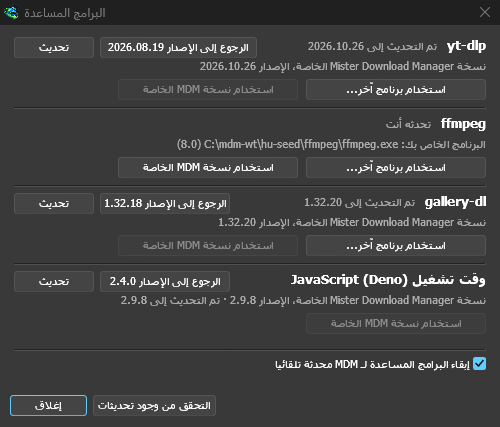 البرامج المساعدة
yt-dlp تم التحديث إلى 2026.10.26 الرجوع إلى الإصدار 2026.08.19 تحديث
نسخة Mister Download Manager الخاصة، الإصدار 2026.10.26
استخدام برنامج آخر... استخدام نسخة MDM الخاصة
ffmpeg تحدثه أنت
البرنامج الخاص بك: C:\mdm-wt\hu-seed\ffmpeg\ffmpeg.exe (8.0)
استخدام برنامج آخر... استخدام نسخة MDM الخاصة
gallery-dl تم التحديث إلى 1.32.20 الرجوع إلى الإصدار 1.32.18 تحديث
نسخة Mister Download Manager الخاصة، الإصدار 1.32.20
استخدام برنامج آخر... استخدام نسخة MDM الخاصة
وقت تشغيل JavaScript (Deno) الرجوع إلى الإصدار 2.4.0 تحديث
نسخة Mister Download Manager الخاصة، الإصدار 2.9.8 · تم التحديث إلى 2.9.8
استخدام نسخة MDM الخاصة
إبقاء البرامج المساعدة لـ MDM محدثة تلقائيا
التحقق من وجود تحديثات إغلاق